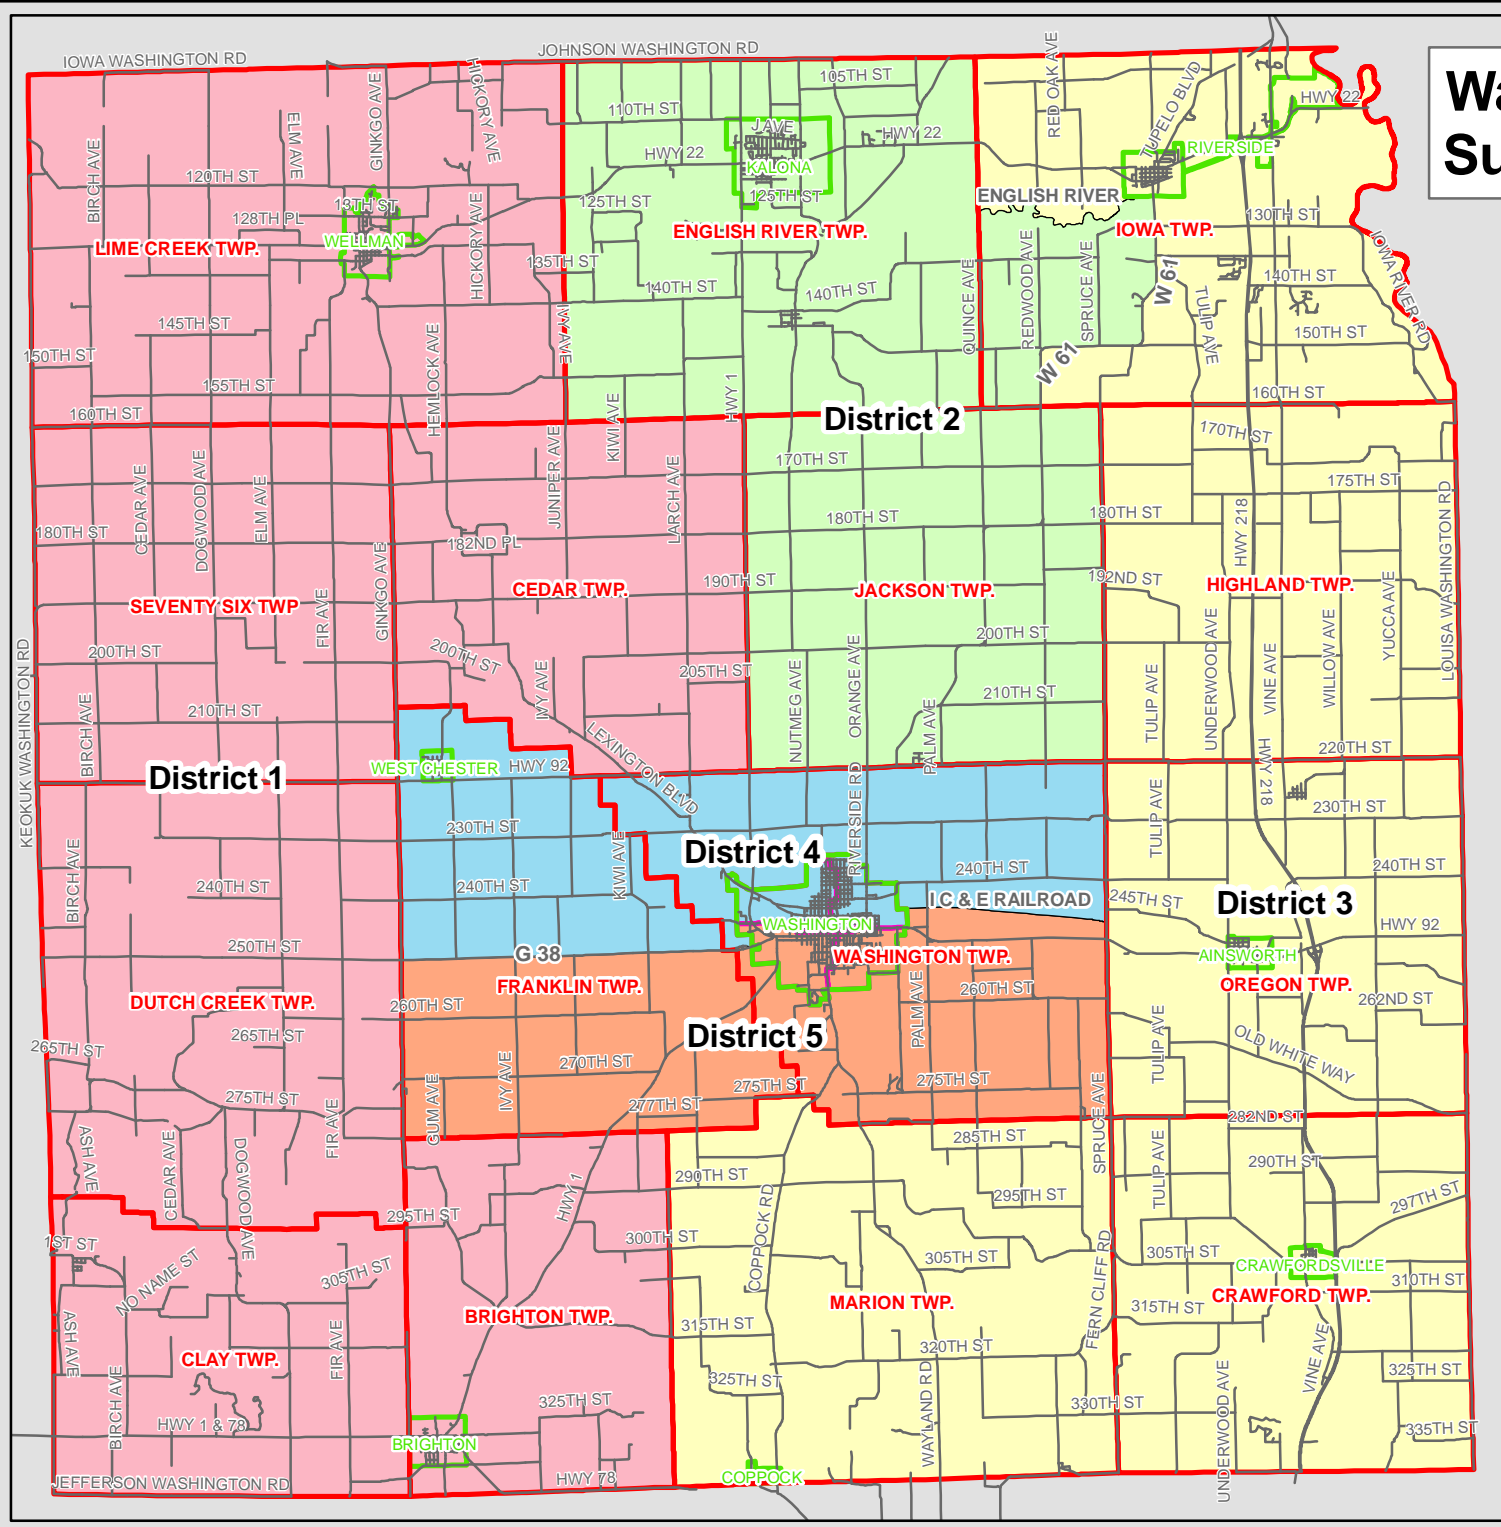 IOWA WASHINGTON RD
JOHNSON WASHINGTON RD
Wa
Su
HICKORY AVE
GINKGO AVE
ELM AVE
BIRCH AVE
105TH ST
110TH ST
J AVE
HWY 22
HWY 22
KALONA
125TH ST
125TH ST
RED OAK AVE
TUPELO BLVD
HWY 22
RIVERSIDE
ENGLISH RIVER
120TH ST
13TH ST
128TH PL
WELLMAN
LIME CREEK TWP.
HICKORY AVE
ENGLISH RIVER TWP.
IOWA TWP.
130TH ST
IOWA RIVER RD
135TH ST
140TH ST
140TH ST
140TH ST
QUINCE AVE
REDWOOD AVE
SPRUCE AVE
W 61
TULIP AVE
145TH ST
150TH ST
150TH ST
IVY AVE
HEMLOCK AVE
W 61
155TH ST
160TH ST
160TH ST
KIWI AVE
HWY 1
District 2
170TH ST
170TH ST
CEDAR AVE
DOGWOOD AVE
ELM AVE
JUNIPER AVE
LARCH AVE
175TH ST
180TH ST
182ND PL
180TH ST
180TH ST
HWY 218
LOUISA WASHINGTON RD
GINKGO AVE
CEDAR TWP.
190TH ST
JACKSON TWP.
192ND ST
HIGHLAND TWP.
SEVENTY SIX TWP
FIR AVE
YUCCA AVE
KEOKUK WASHINGTON RD
200TH ST
200TH ST
200TH ST
205TH ST
UNDERWOOD AVE
VINE AVE
WILLOW AVE
BIRCH AVE
210TH ST
IVY AVE
NUTMEG AVE
ORANGE AVE
PALM AVE
210TH ST
TULIP AVE
220TH ST
LEXINGTON BLVD
WEST CHESTER
HWY 92
District 1
RIVERSIDE RD
TULIP AVE
HWY 218
230TH ST
230TH ST
KIWI AVE
District 4
240TH ST
240TH ST
240TH ST
240TH ST
BIRCH AVE
I C & E RAILROAD
245TH ST
District 3
WASHINGTON
HWY 92
250TH ST
G 38
WASHINGTON TWP.
AINSWORTH
OREGON TWP.
FRANKLIN TWP.
DUTCH CREEK TWP.
260TH ST
260TH ST
262ND ST
PALM AVE
District 5
265TH ST
265TH ST
TULIP AVE
OLD WHITE WAY
270TH ST
IVY AVE
GUM AVE
275TH ST
275TH ST
275TH ST
277TH ST
SPRUCE AVE
282ND ST
FIR AVE
ASH AVE
CEDAR AVE
DOGWOOD AVE
285TH ST
290TH ST
290TH ST
TULIP AVE
HWY 1
295TH ST
295TH ST
297TH ST
COPPOCK RD
300TH ST
1ST ST
NO NAME ST
305TH ST
305TH ST
305TH ST
FERN CLIFF RD
CRAWFORDSVILLE
310TH ST
CRAWFORD TWP.
MARION TWP.
BRIGHTON TWP.
315TH ST
315TH ST
ASH AVE
FIR AVE
CLAY TWP.
320TH ST
VINE AVE
325TH ST
325TH ST
325TH ST
BIRCH AVE
WAYLAND RD
330TH ST
UNDERWOOD AVE
HWY 1 & 78
335TH ST
BRIGHTON
COPPOCK
HWY 78
JEFFERSON WASHINGTON RD